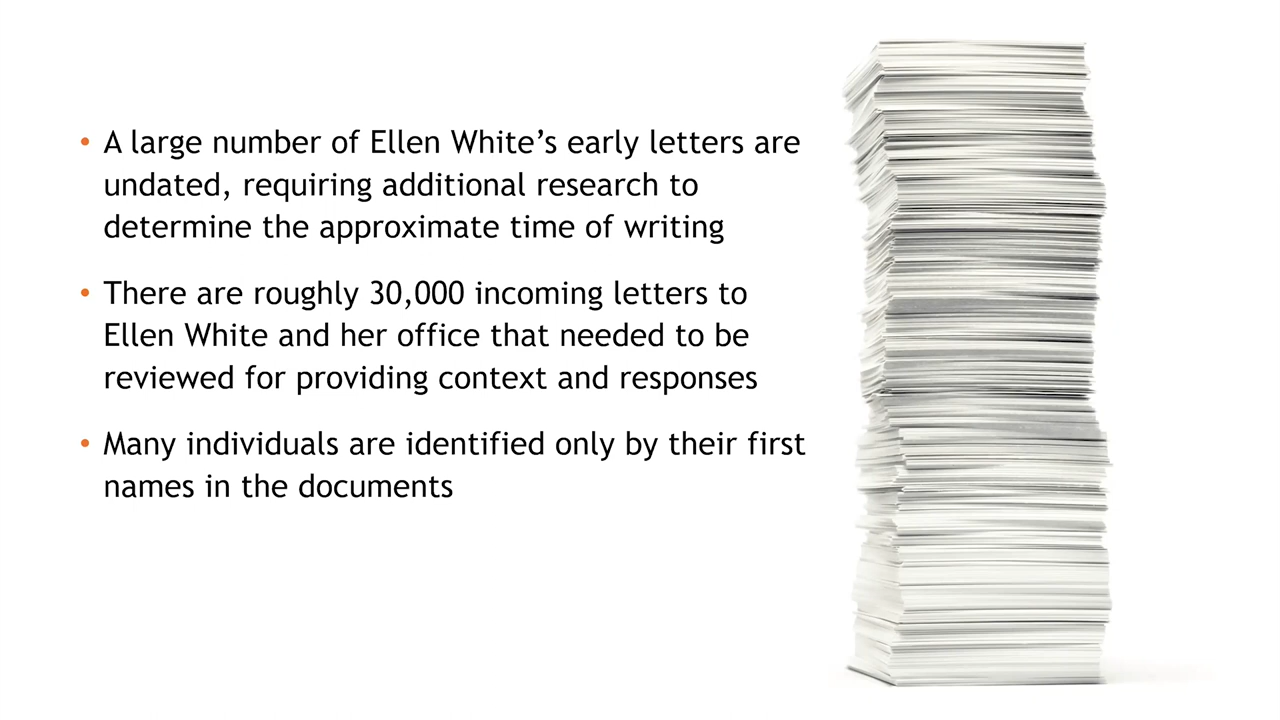 • A large number of Ellen White’s early letters are
undated, requiring additional research to
determine the approximate time of writing
• There are roughly 30,000 incoming letters to
Ellen White and her office that needed to be
reviewed for providing context and responses
• Many individuals are identified only by their first
names in the documents